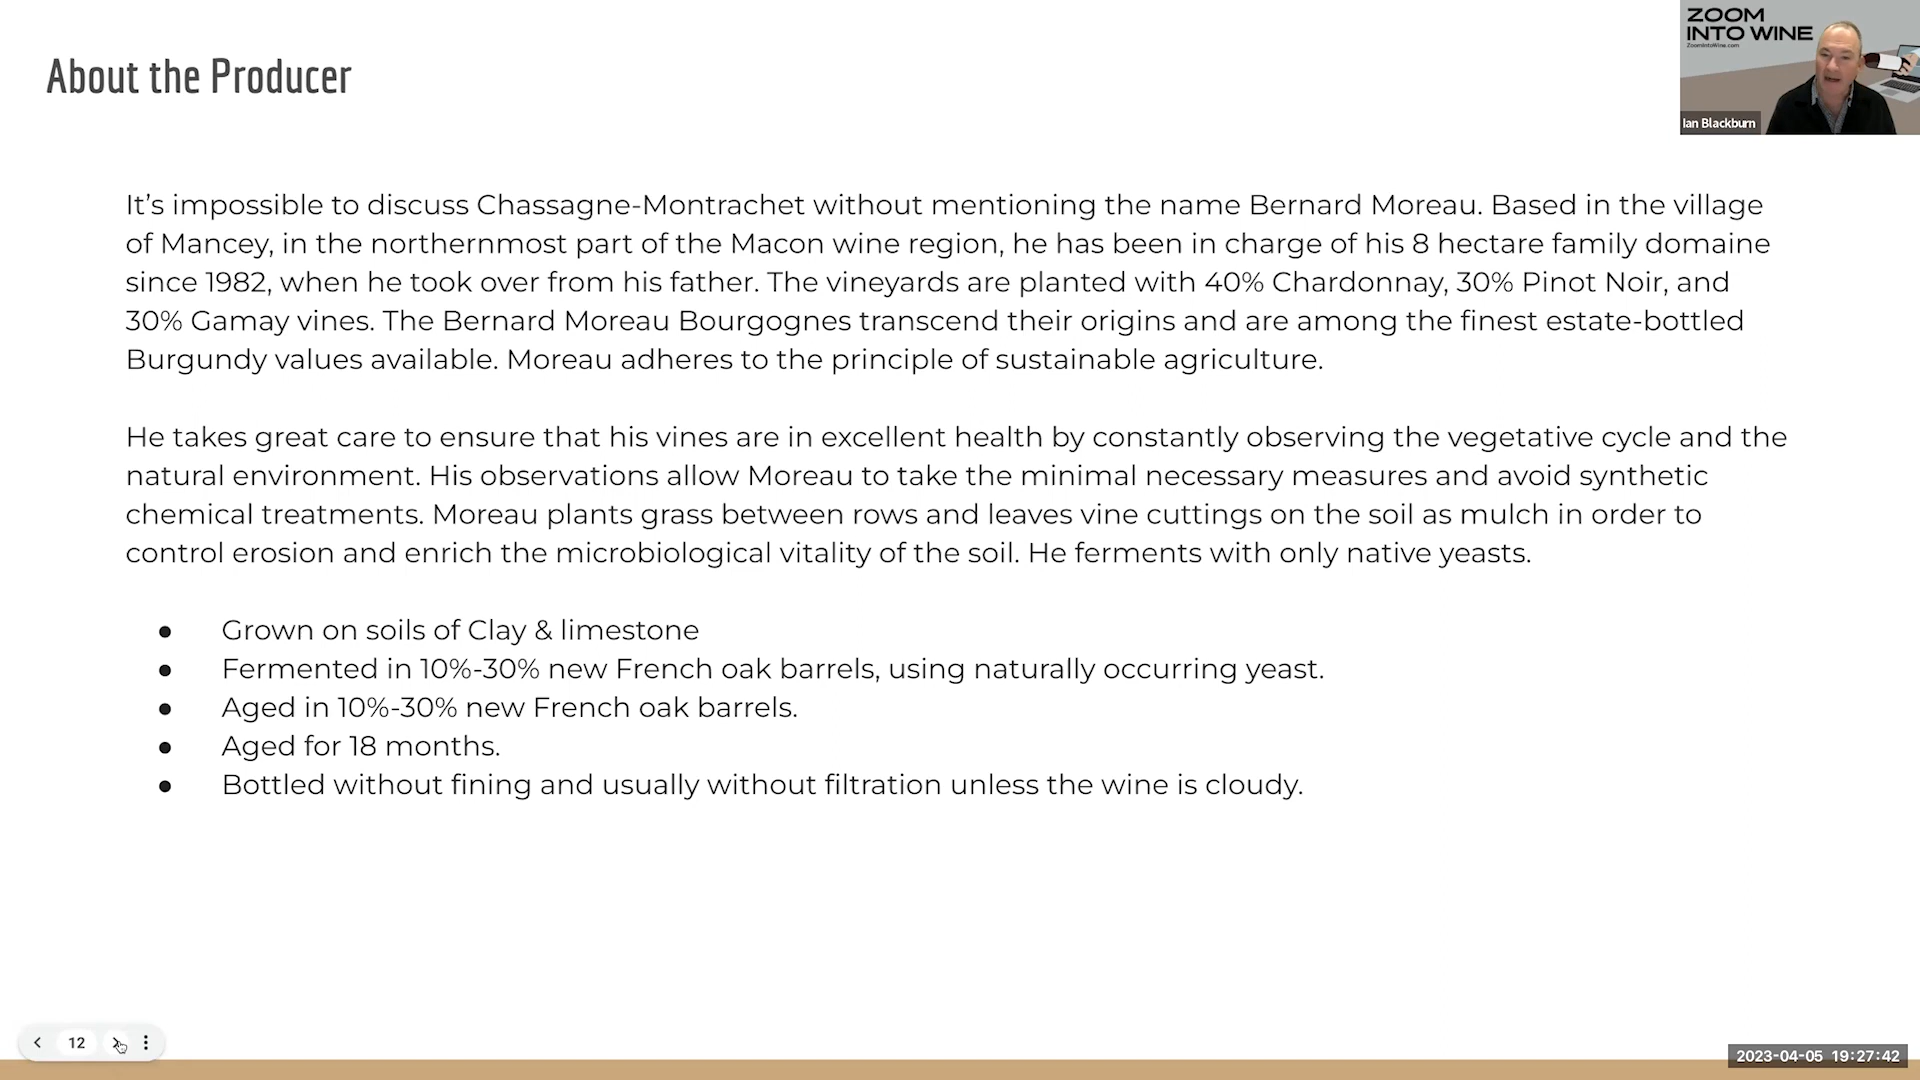 ZOOM
INTO WINE
ZoomIntoWine.com
Ian Blackburn
About the Producer
It’s impossible to discuss Chassagne-Montrachet without mentioning the name Bernard Moreau. Based in the village
of Mancey, in the northernmost part of the Macon wine region, he has been in charge of his 8 hectare family domaine
since 1982, when he took over from his father. The vineyards are planted with 40% Chardonnay, 30% Pinot Noir, and
30% Gamay vines. The Bernard Moreau Bourgognes transcend their origins and are among the finest estate-bottled
Burgundy values available. Moreau adheres to the principle of sustainable agriculture.
He takes great care to ensure that his vines are in excellent health by constantly observing the vegetative cycle and the
natural environment. His observations allow Moreau to take the minimal necessary measures and avoid synthetic
chemical treatments. Moreau plants grass between rows and leaves vine cuttings on the soil as mulch in order to
control erosion and enrich the microbiological vitality of the soil. He ferments with only native yeasts.
● Grown on soils of Clay & limestone
● Fermented in 10%-30% new French oak barrels, using naturally occurring yeast.
● Aged in 10%-30% new French oak barrels.
● Aged for 18 months.
● Bottled without fining and usually without filtration unless the wine is cloudy.
12
2023-04-05 19:27:42